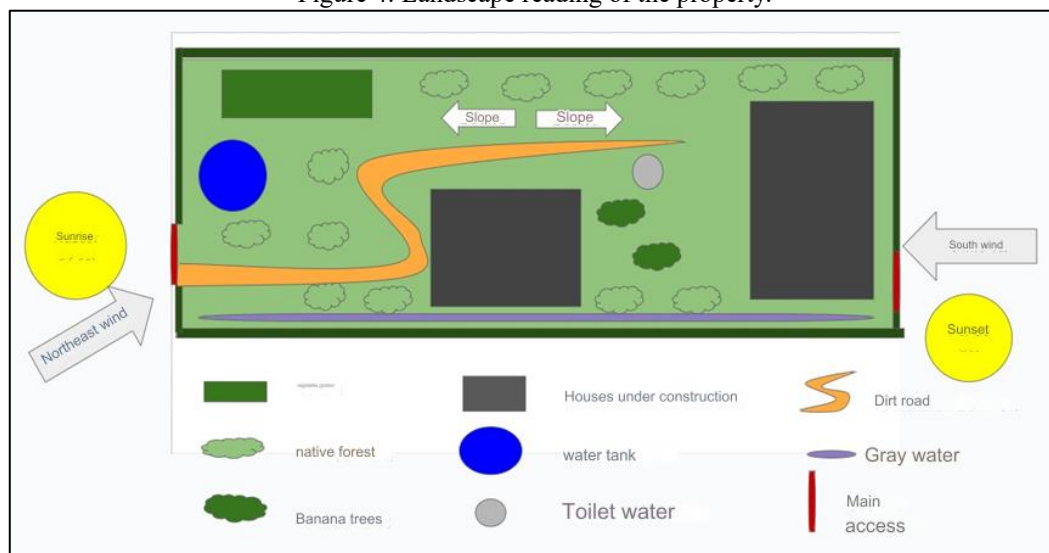 Figure 4: Landscape reading of the property.
Slope
Slope
Sunrise
South wind
Northeast wind
Sunset
Houses under construction
Dirt road
native forest
water tank
Gray water
Banana trees
Toilet water
Main
access